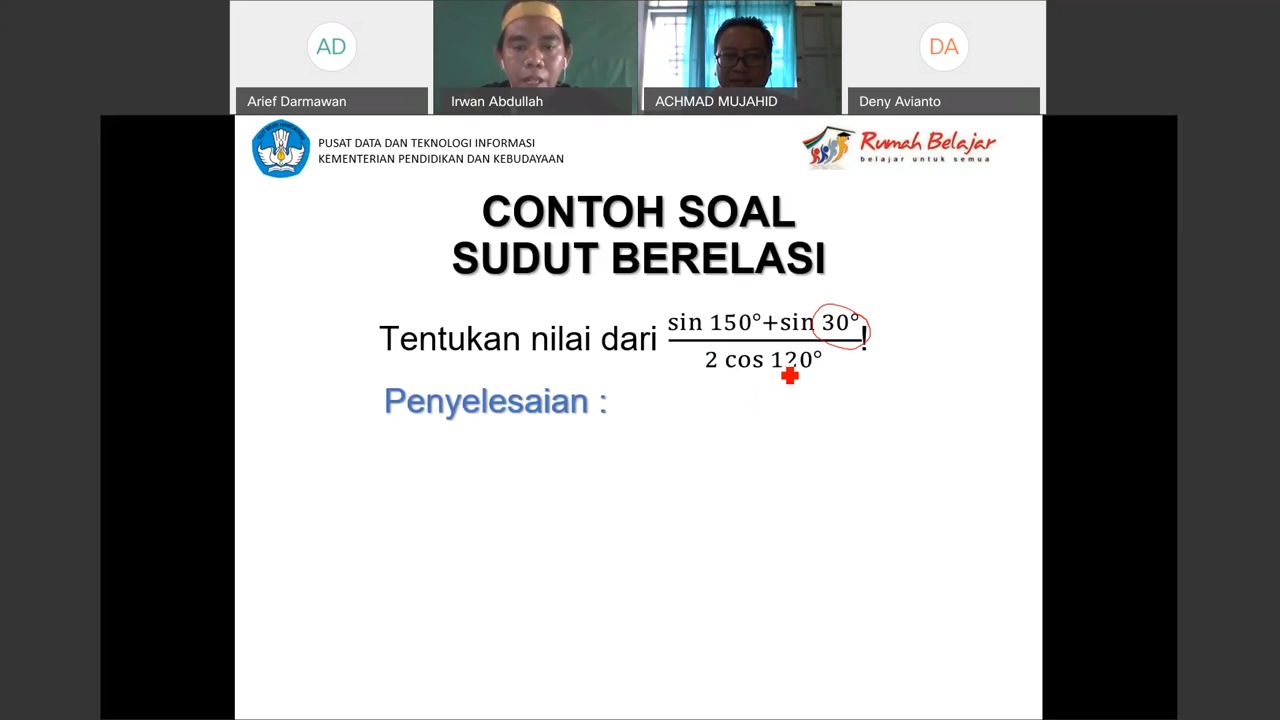 AD
DA
Arief Darmawan
Irwan Abdullah
ACHMAD MUJAHID
Deny Avianto
PUSAT DATA DAN TEKNOLOGI INFORMASI
KEMENTERIAN PENDIDIKAN DAN KEBUDAYAAN
Rumah Belajar
belajar untuk semua
CONTOH SOAL
SUDUT BERELASI
Tentukan nilai dari (sin 150°+sin 30°)/(2 cos 120°)!
Penyelesaian :